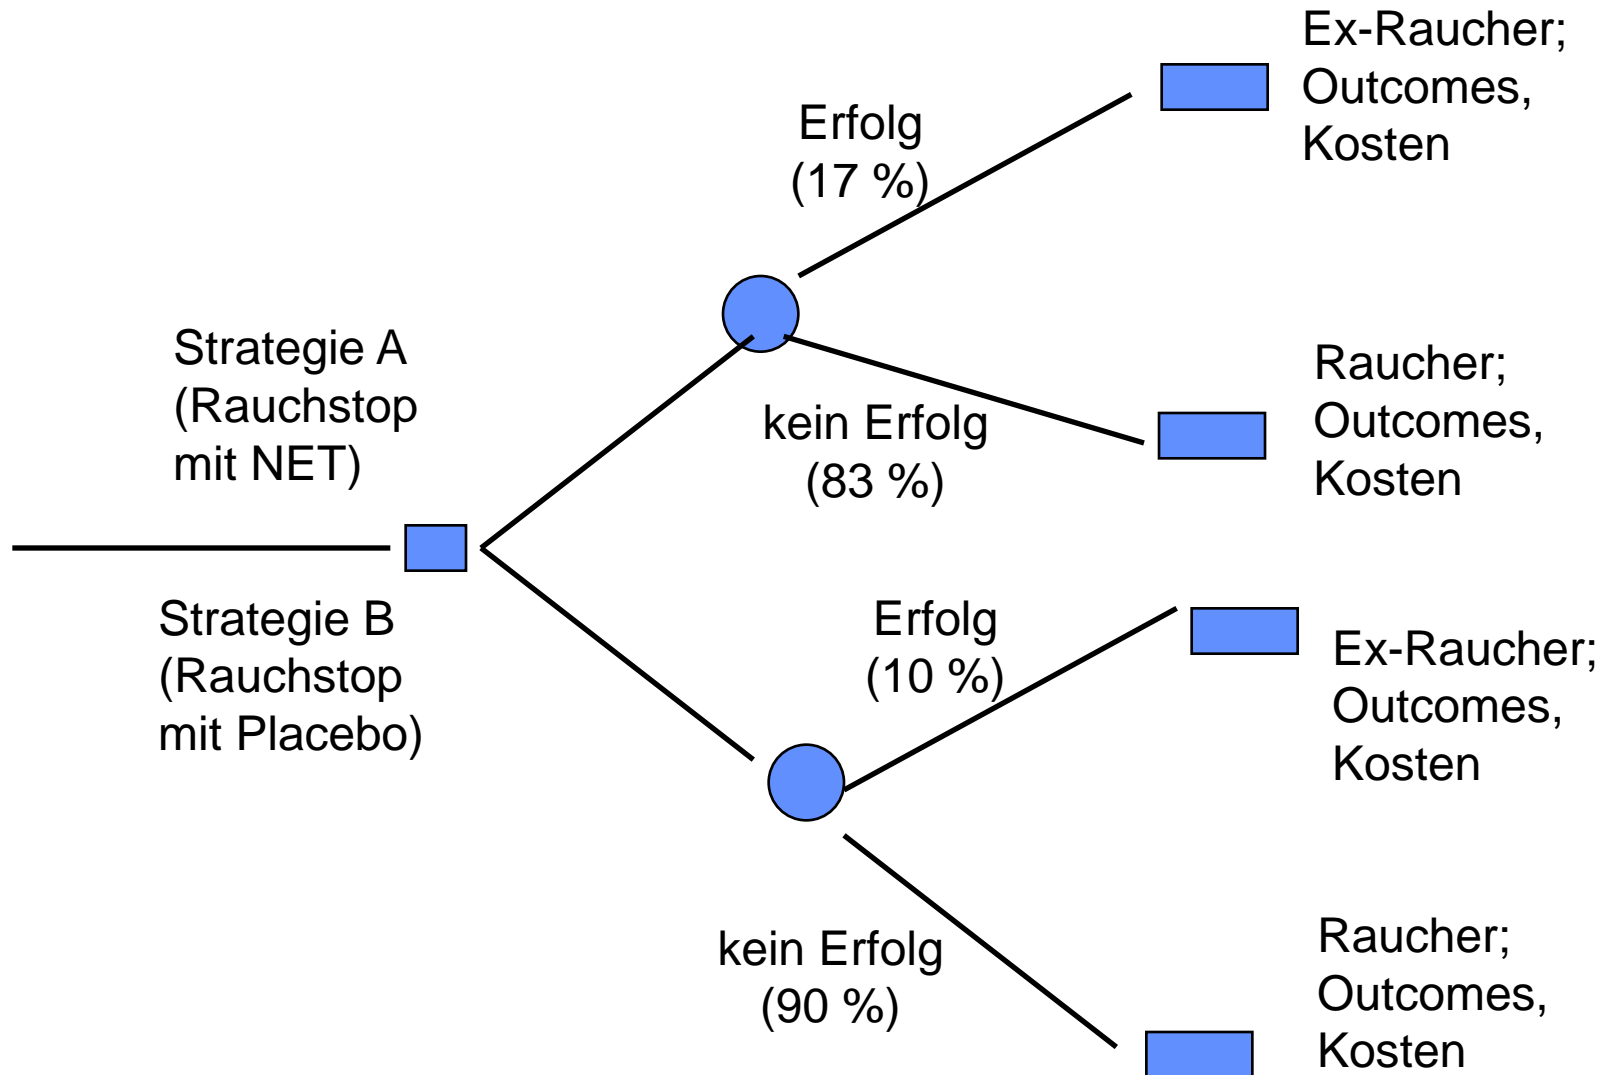 Ex-Raucher;
Outcomes,
Kosten
Erfolg
(17 %)
Strategie A
(Rauchstop
mit NET)
kein Erfolg
(83 %)
Raucher;
Outcomes,
Kosten
Strategie B
(Rauchstop
mit Placebo)
Erfolg
(10 %)
Ex-Raucher;
Outcomes,
Kosten
kein Erfolg
(90 %)
Raucher;
Outcomes,
Kosten